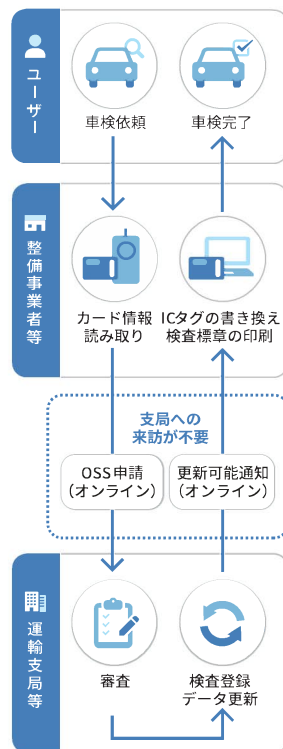 ユーザー
車検依頼
車検完了
整備事業者等
カード情報
読み取り
ICタグの書き換え
検査標章の印刷
支局への
来訪が不要
OSS申請
（オンライン）
更新可能通知
（オンライン）
運輸支局等
審査
検査登録
データ更新